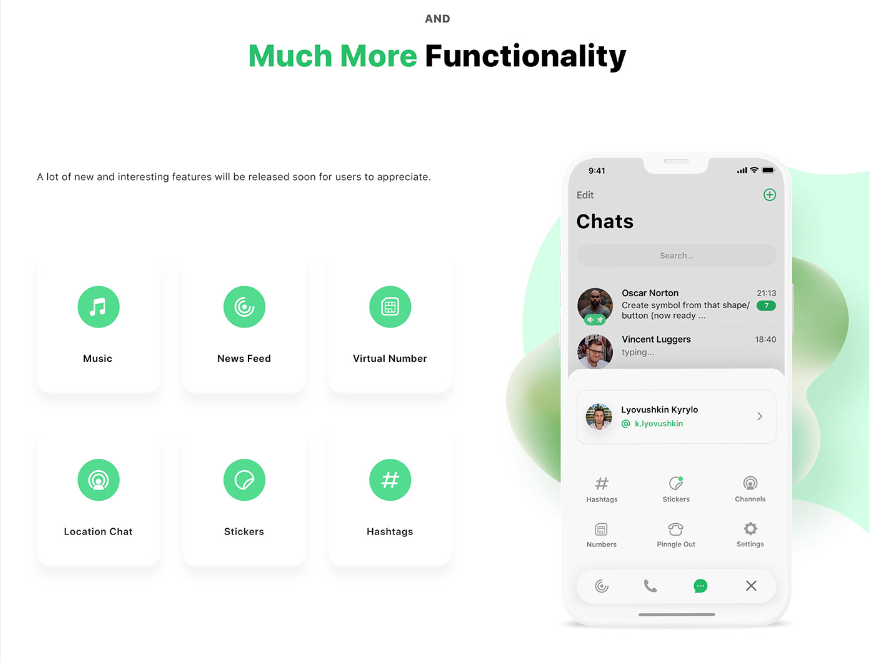 AND
Much More Functionality
A lot of new and interesting features will be released soon for users to appreciate.
Music
News Feed
Virtual Number
Location Chat
Stickers
Hashtags
9:41
Edit
Chats
Search...
Oscar Norton 21:13
Create symbol from that shape/ 7
button (now ready ...
Vincent Luggers 18:40
typing...
Lyovushkin Kyrylo
@ k.lyovushkin
Hashtags
Stickers
Channels
Numbers
Pinngle Out
Settings